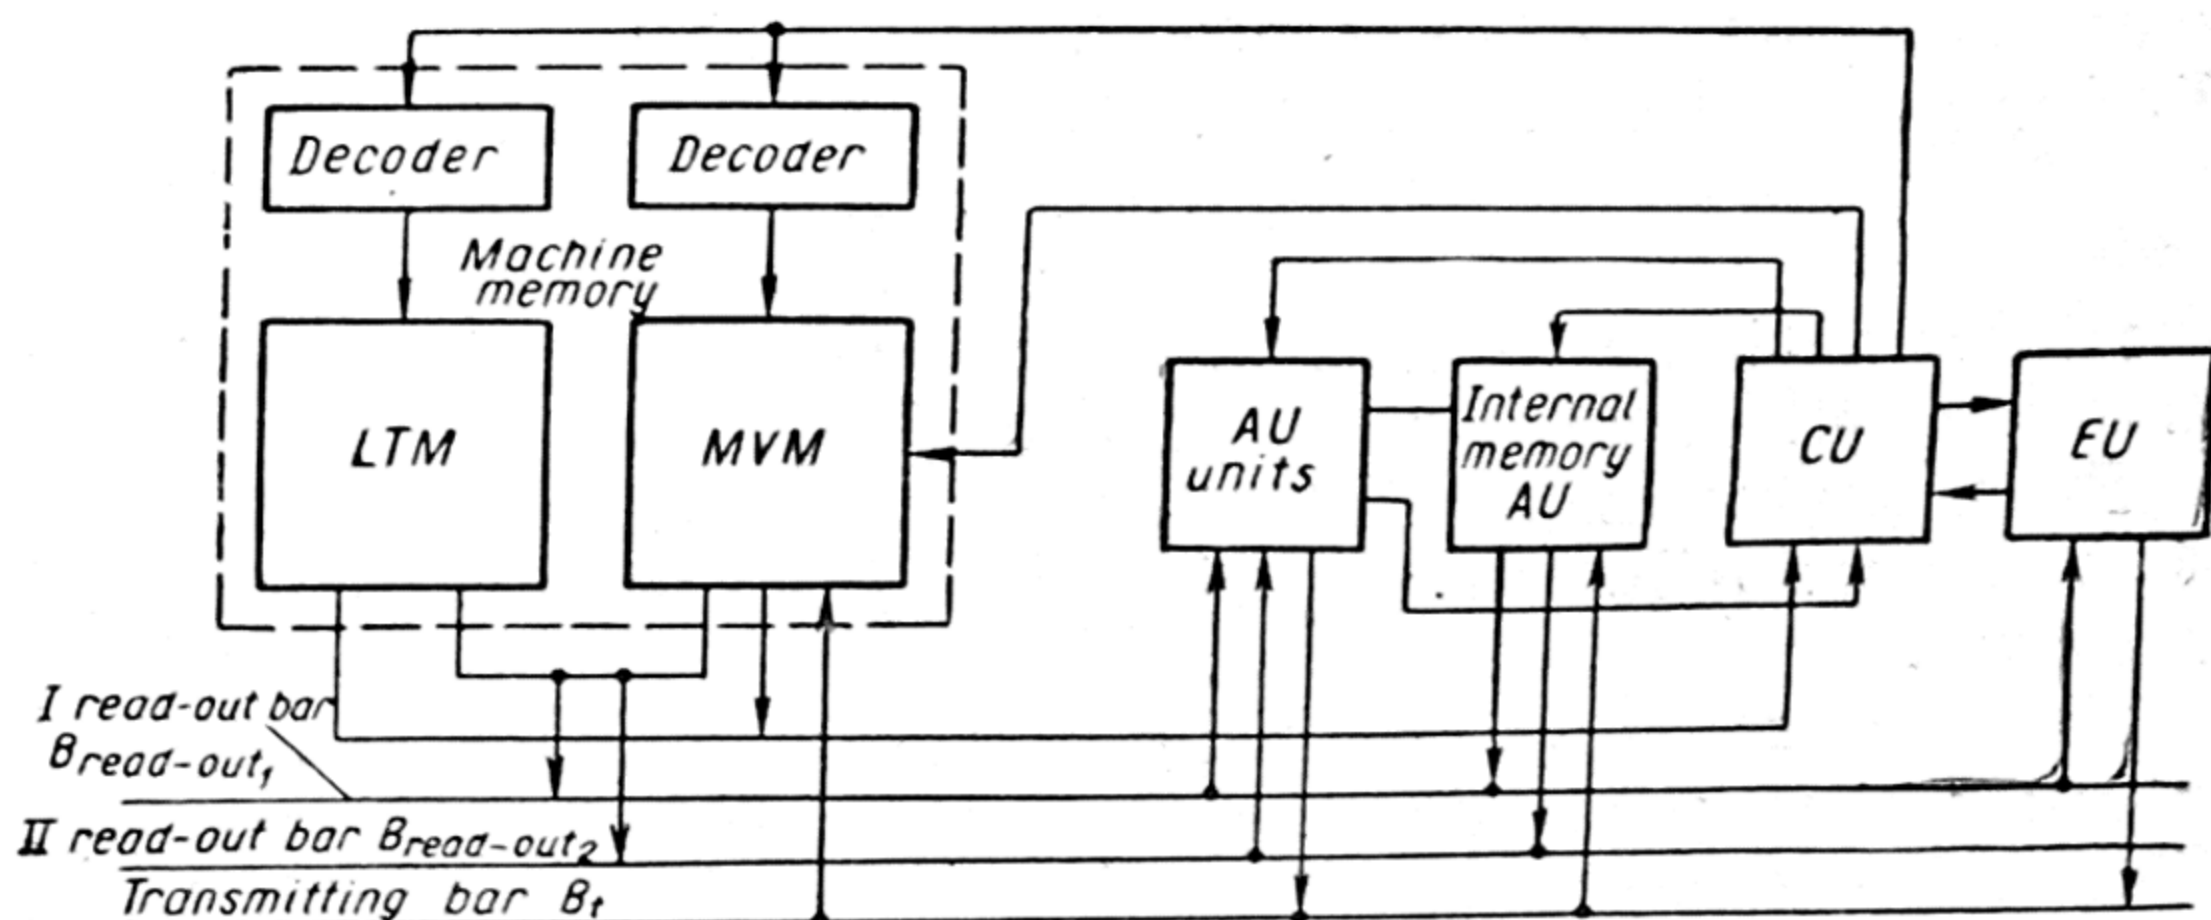 Decoder
Decoder
Machine
memory
LTM
MVM
AU
units
Internal
memory
AU
CU
EU
I read-out bar
Bread-out1
II read-out bar Bread-out2
Transmitting bar Bt